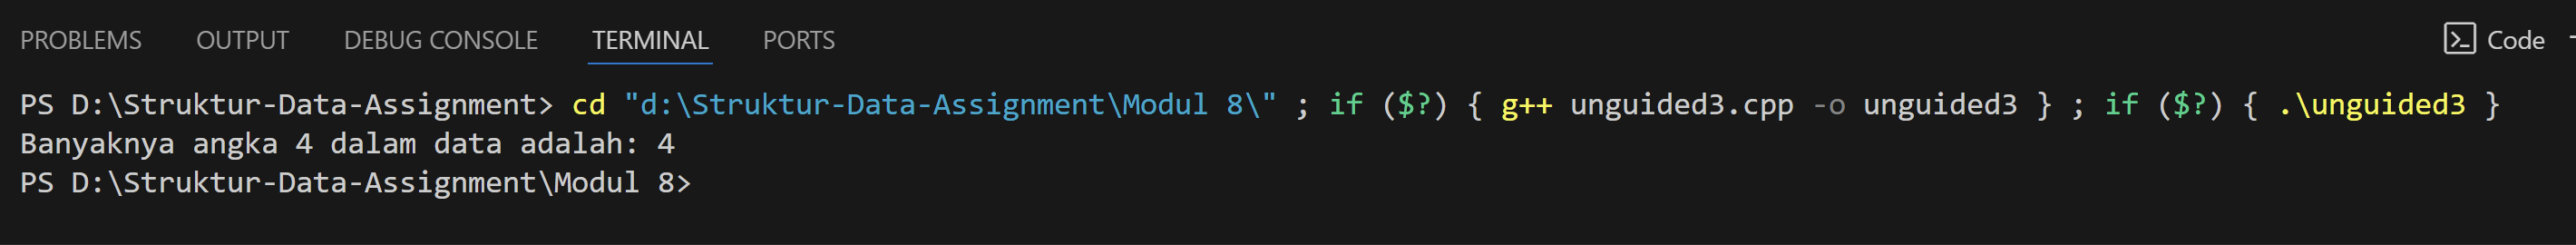 PROBLEMS OUTPUT DEBUG CONSOLE TERMINAL PORTS Code
PS D:\Struktur-Data-Assignment> cd "d:\Struktur-Data-Assignment\Modul 8\" ; if ($?) { g++ unguided3.cpp -o unguided3 } ; if ($?) { .\unguided3 }
Banyaknya angka 4 dalam data adalah: 4
PS D:\Struktur-Data-Assignment\Modul 8>